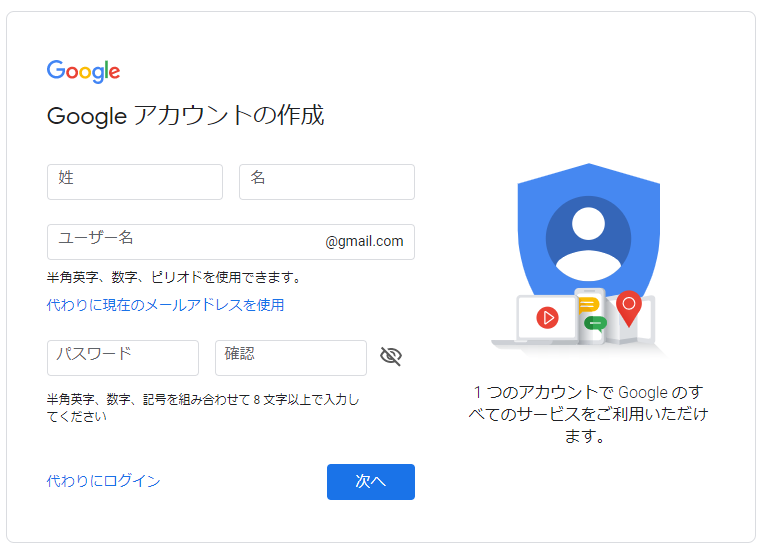 Google
Google アカウントの作成
姓
名
ユーザー名
@gmail.com
半角英字、数字、ピリオドを使用できます。
代わりに現在のメールアドレスを使用
パスワード
確認
半角英字、数字、記号を組み合わせて 8 文字以上で入力し
てください
代わりにログイン
次へ
1 つのアカウントで Google のす
べてのサービスをご利用いただけ
ます。